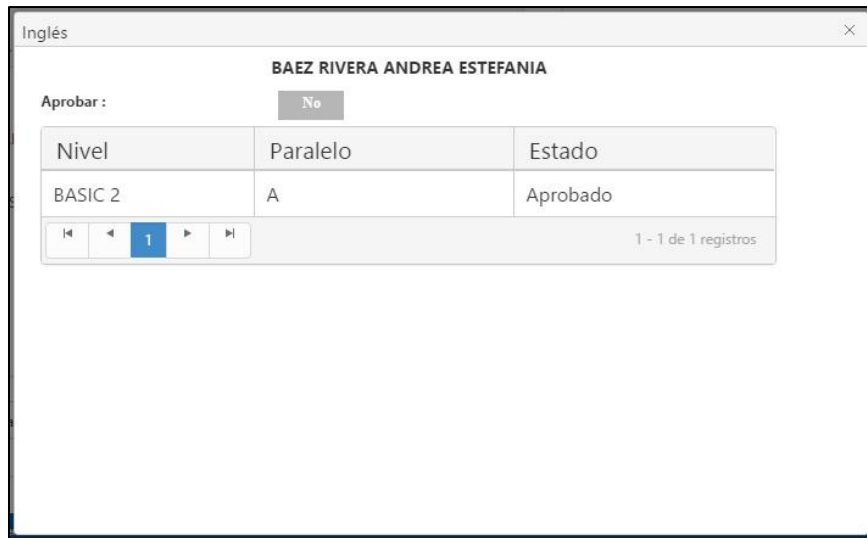 Inglés
BAEZ RIVERA ANDREA ESTEFANIA
Aprobar : No
Nivel Paralelo Estado
BASIC 2 A Aprobado
1 1 - 1 de 1 registros